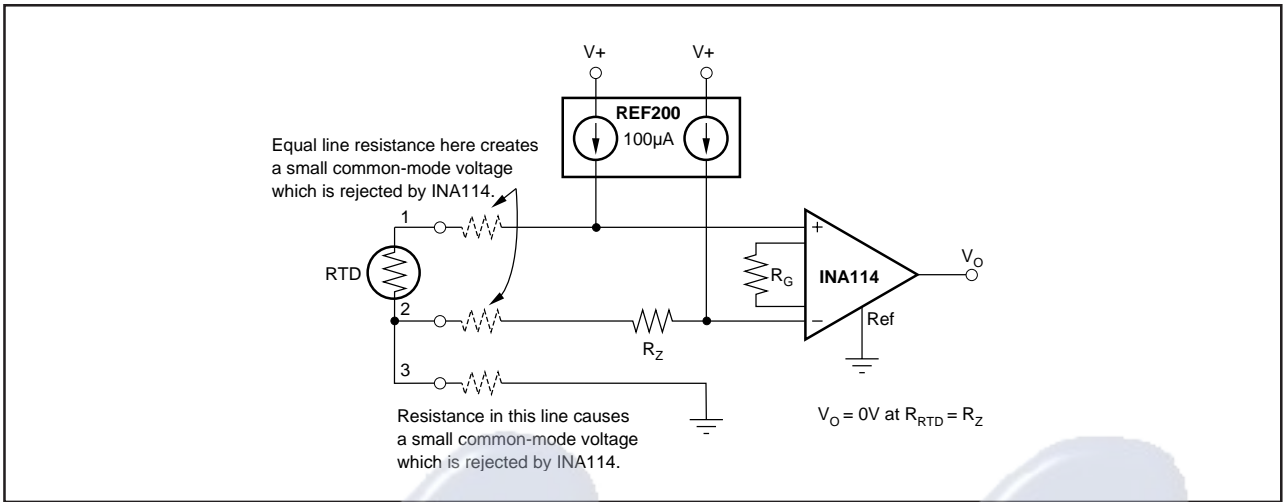 V+
V+
REF200
100µA
Equal line resistance here creates
a small common-mode voltage
which is rejected by INA114.
1
RTD
2
3
R_Z
R_G
+
–
INA114
V_O
Ref
Resistance in this line causes
a small common-mode voltage
which is rejected by INA114.
V_O = 0V at R_RTD = R_Z